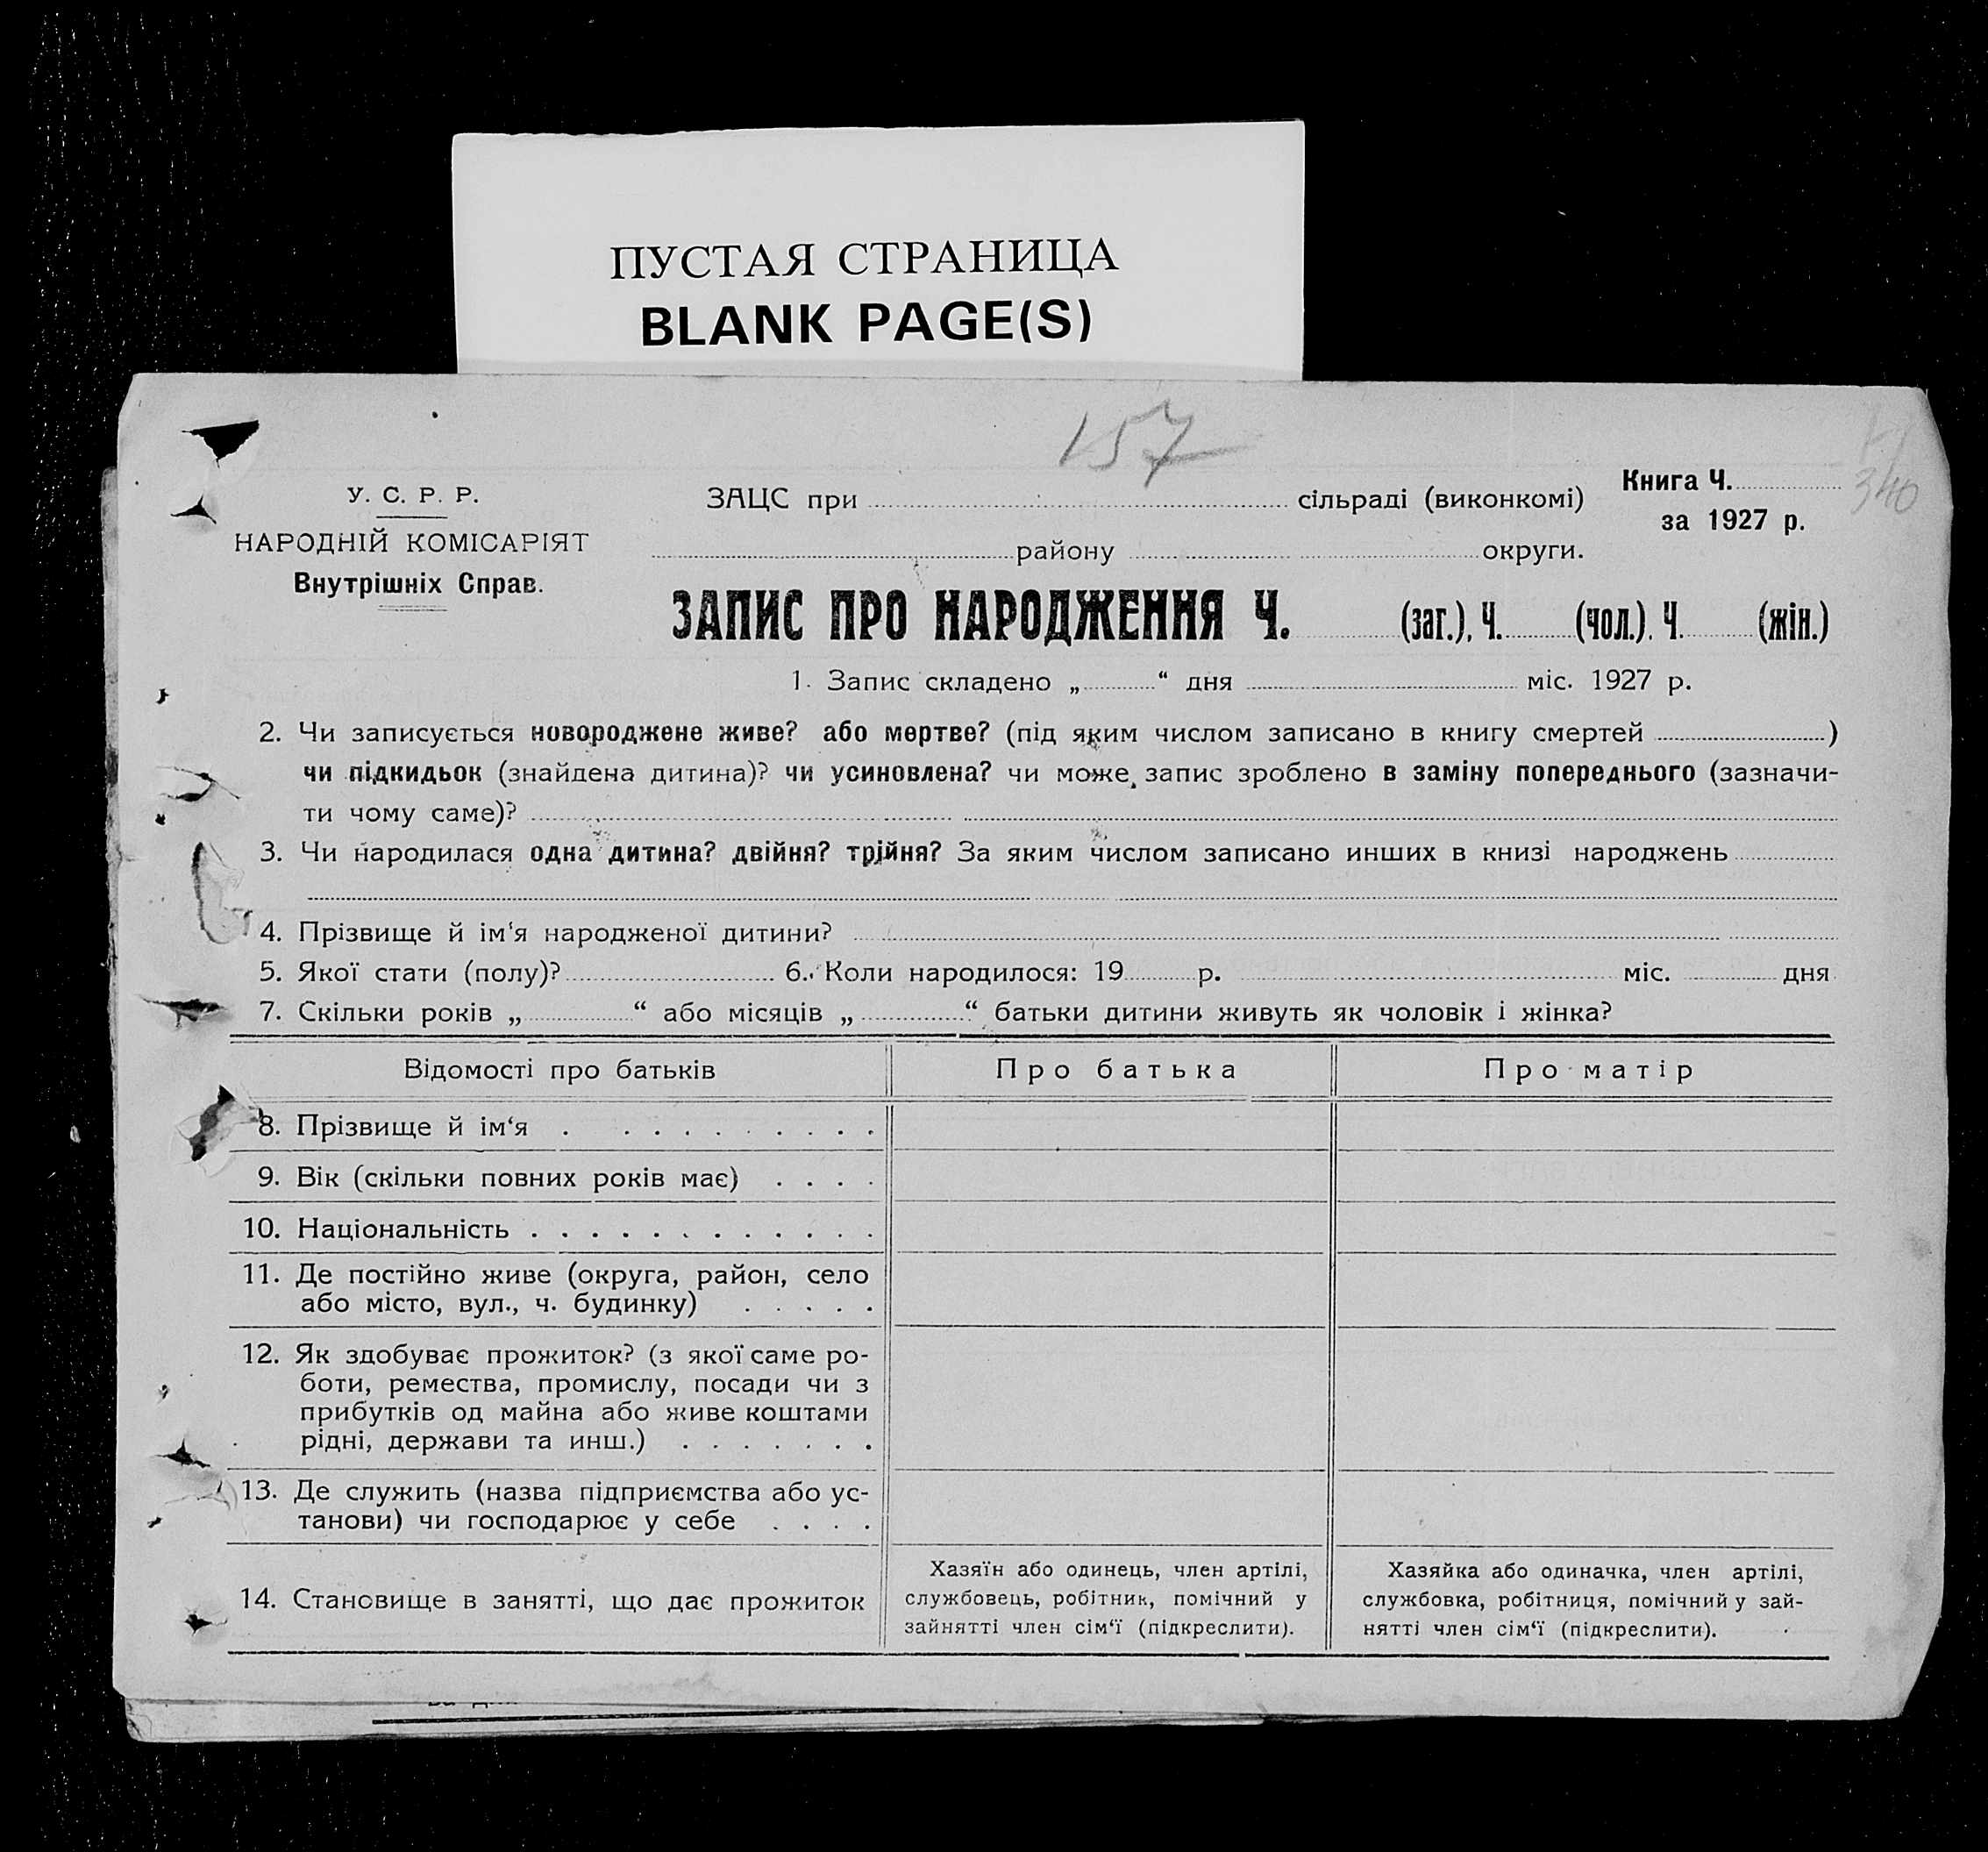 ПУСТАЯ СТРАНИЦА
BLANK PAGE(S)
157
340
У. С. Р. Р.
НАРОДНІЙ КОМІСАРІЯТ
Внутрішніх Справ.
ЗАЦС при сільраді (виконкомі)
району округи.
Книга Ч.
за 1927 р.
ЗАПИС ПРО НАРОДЖЕННЯ Ч. (заг.), Ч. (чол.). Ч. (жін.)
1. Запис складено „ “ дня міс. 1927 р.
2. Чи записується новороджене живе? або мертве? (під яким числом записано в книгу смертей )
чи підкидьок (знайдена дитина)? чи усиновлена? чи може запис зроблено в заміну попереднього (зазначи-
ти чому саме)?
3. Чи народилася одна дитина? двійня? трійня? За яким числом записано инших в книзі народжень
4. Прізвище й ім‘я народженої дитини?
5. Якої стати (полу)? 6. Коли народилося: 19 р. міс. дня
7. Скільки років „ “ або місяців „ “ батьки дитини живуть як чоловік і жінка?
Відомості про батьків Про батька Про матір
8. Прізвище й ім‘я . . . . . . . . . .
9. Вік (скільки повних років має) . . . .
10. Національність . . . . . . . . . . . .
11. Де постійно живе (округа, район, село
або місто, вул., ч. будинку) . . . . .
12. Як здобуває прожиток? (з якої саме ро-
боти, ремества, промислу, посади чи з
прибутків од майна або живе коштами
рідні, держави та инш.) . . . . . . .
13. Де служить (назва підприємства або ус-
танови) чи господарює у себе . . . .
14. Становище в занятті, що дає прожиток
Хазяїн або одинець, член артілі,
службовець, робітник, помічний у
зайнятті член сім‘ї (підкреслити).
Хазяйка або одиначка, член артілі,
службовка, робітниця, помічний у зай-
нятті член сім‘ї (підкреслити).